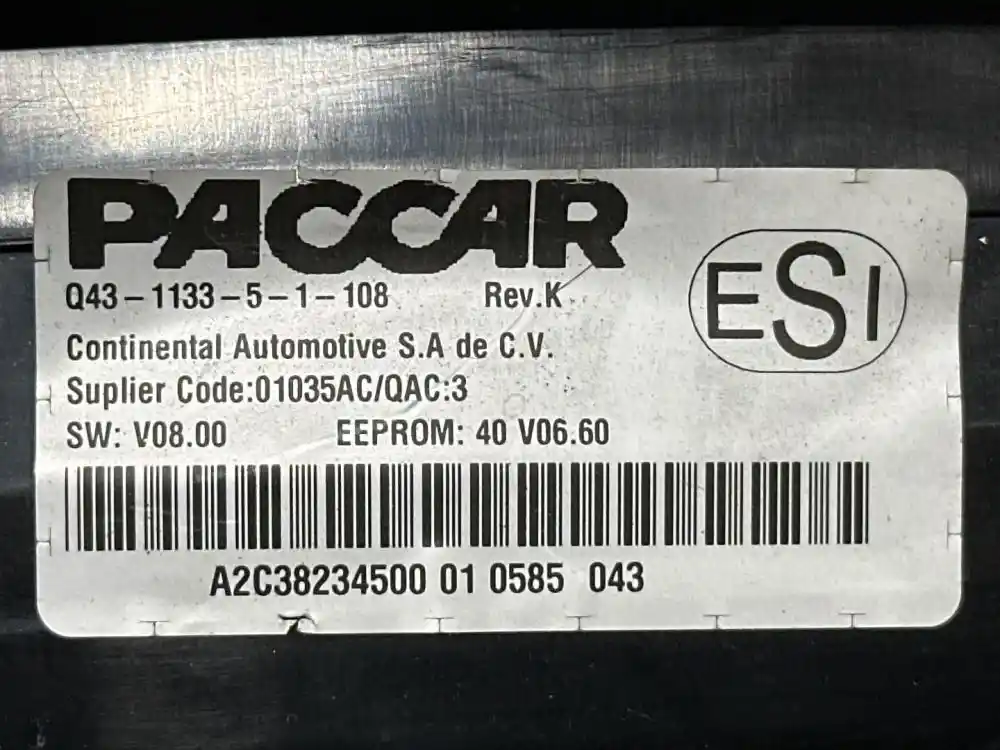 PACCAR
ESI
Q43-1133-5-1-108 Rev.K
Continental Automotive S.A de C.V.
Suplier Code:01035AC/QAC:3
SW: V08.00 EEPROM: 40 V06.60
A2C38234500 01 0585 043